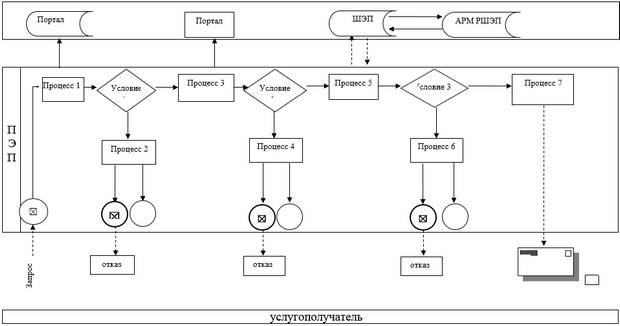 Портал
Портал
ШЭП
АРМ РШЭП
ПЭП
Процесс 1
Условие
Процесс 3
Условие
Процесс 5
Условие 3
Процесс 7
Процесс 2
Процесс 4
Процесс 6
Запрос
отказ
отказ
отказ
услугополучатель